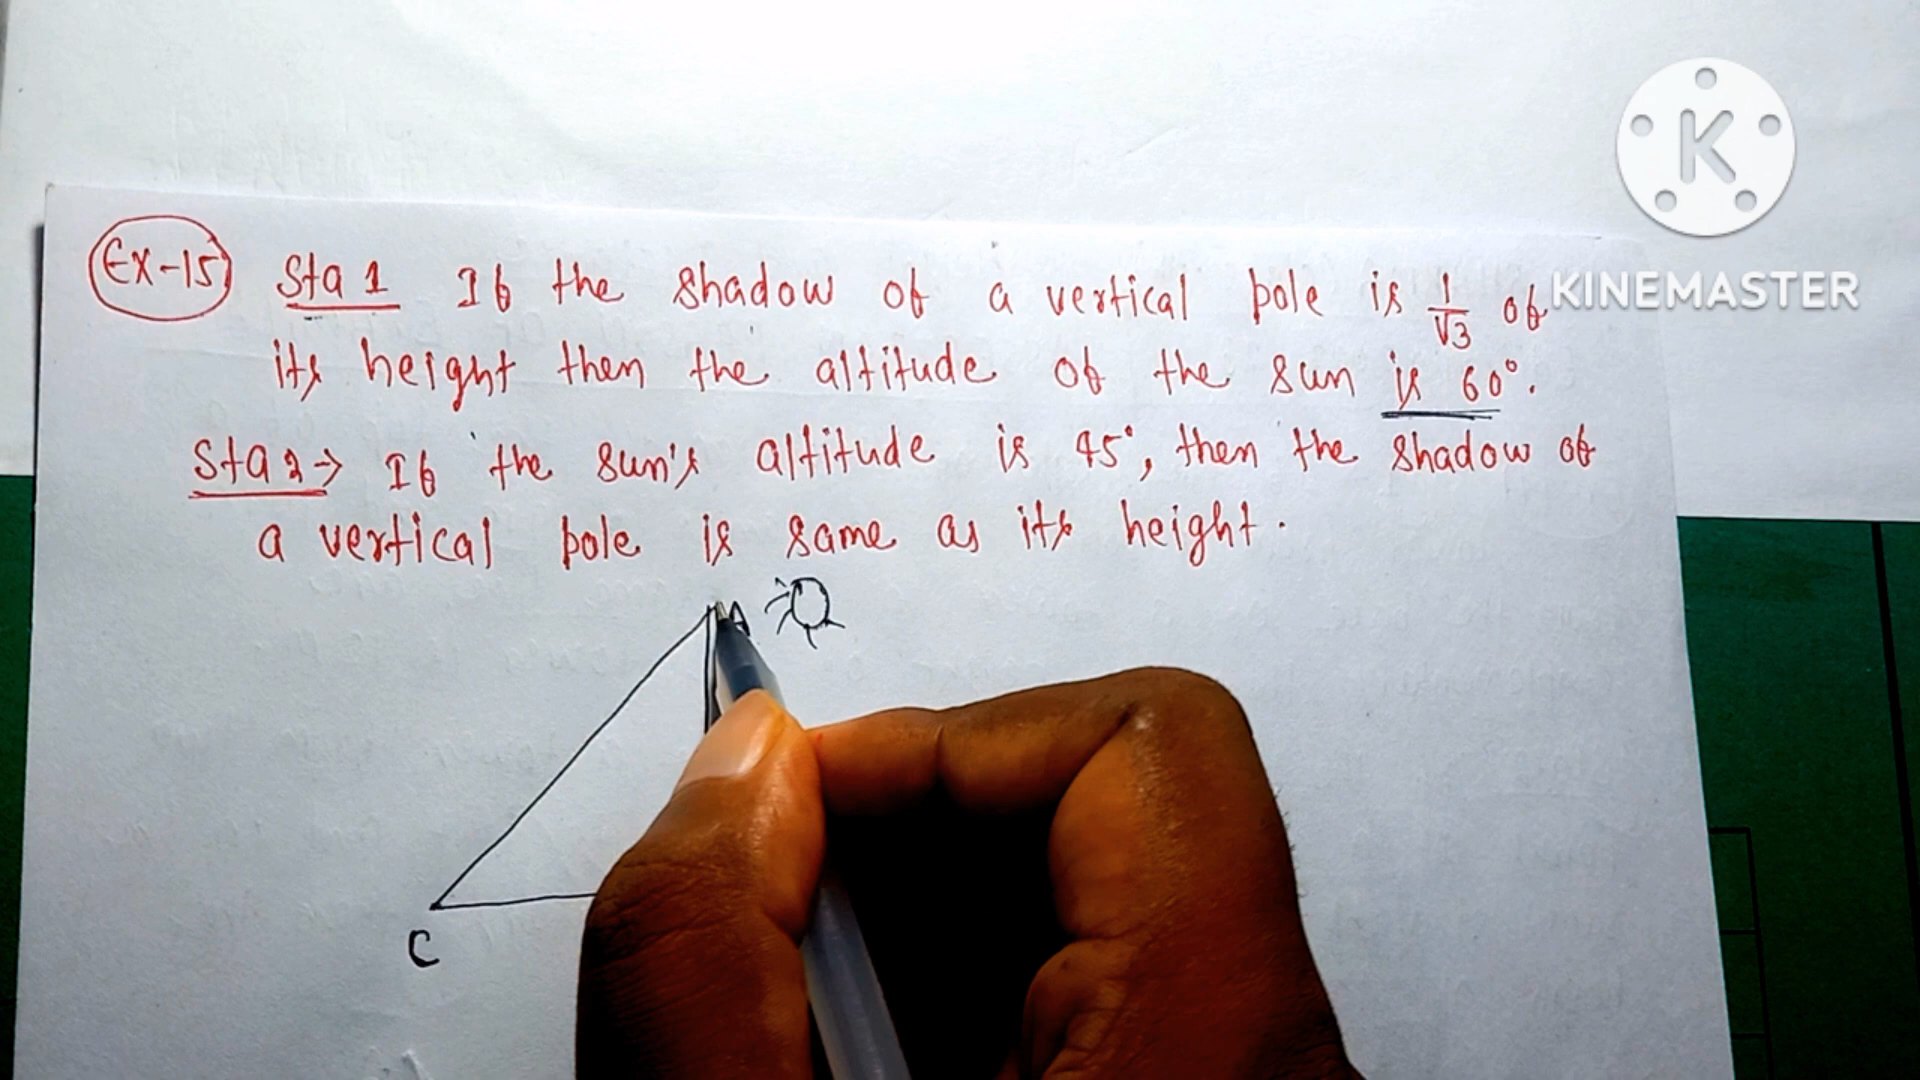 Ex-15 Sta 1 If the shadow of a vertical pole is 1/√3 of
its height then the altitude of the sun is 60°.
Sta 2→ If the sun's altitude is 45°, then the shadow of
a vertical pole is same as its height.
A
C
K
KINEMASTER